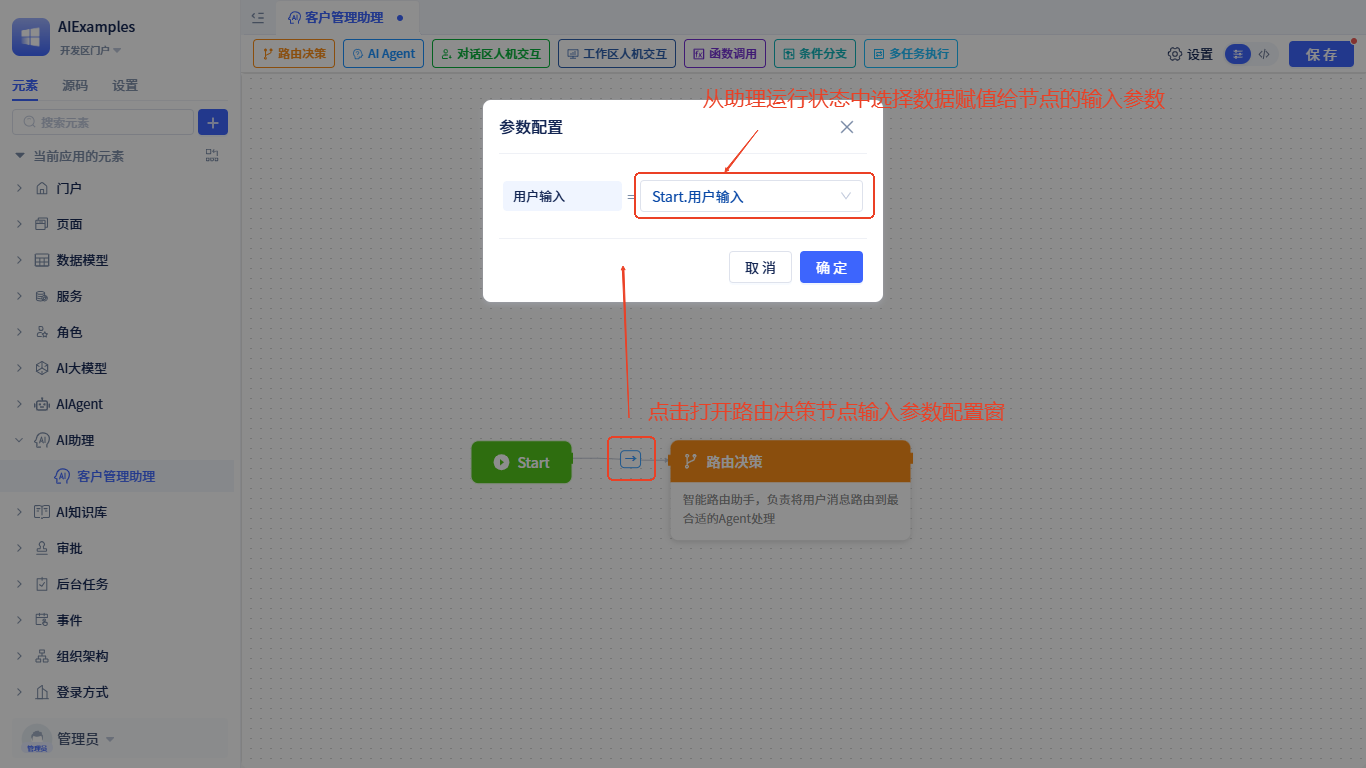 AIExamples
开发区门户
元素
源码
设置
搜索元素
当前应用的元素
门户
页面
数据模型
服务
角色
AI大模型
AIAgent
AI助理
客户管理助理
AI知识库
审批
后台任务
事件
组织架构
登录方式
管理员
管理员
客户管理助理
路由决策
AI Agent
对话区人机交互
工作区人机交互
函数调用
条件分支
多任务执行
设置
保存
从助理运行状态中选择数据赋值给节点的输入参数
参数配置
用户输入
=
Start.用户输入
取消
确定
点击打开路由决策节点输入参数配置窗
Start
路由决策
智能路由助手，负责将用户消息路由到最
合适的Agent处理